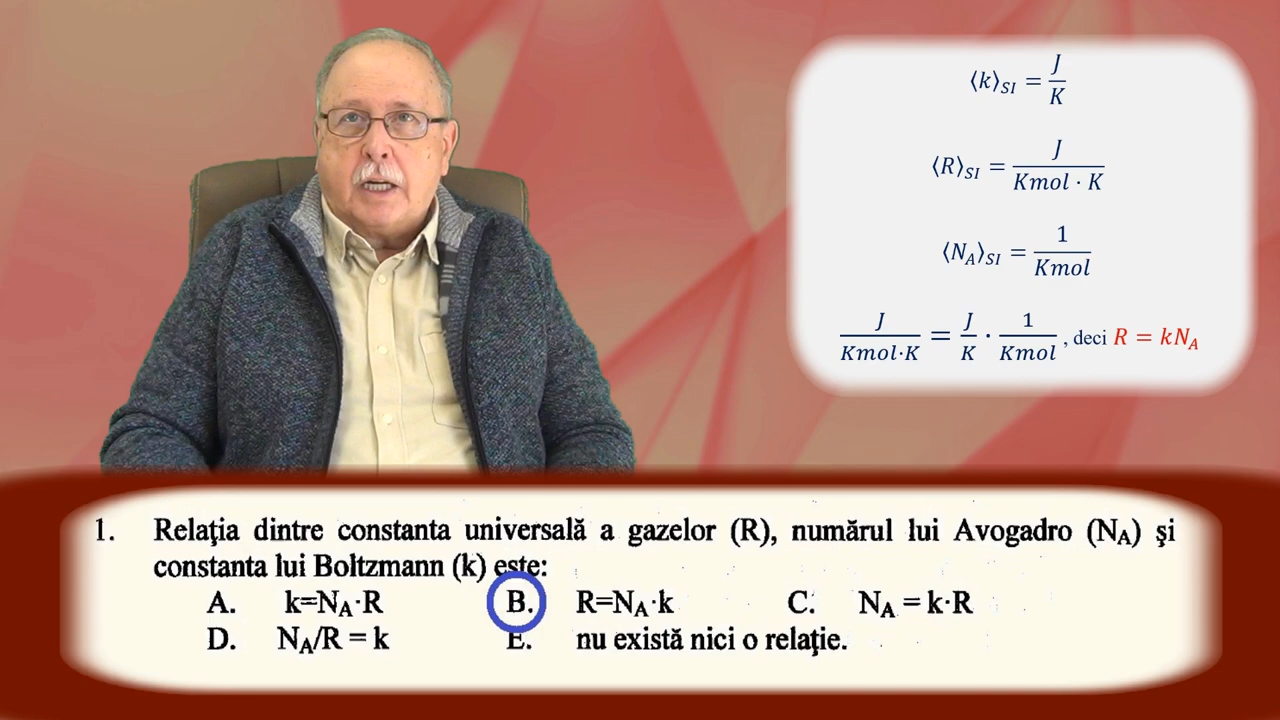 ⟨k⟩SI = J/K
⟨R⟩SI = J/(Kmol · K)
⟨NA⟩SI = 1/Kmol
J/(Kmol·K) = J/K · 1/Kmol , deci R = kNA
1. Relaţia dintre constanta universală a gazelor (R), numărul lui Avogadro (NA) şi
constanta lui Boltzmann (k) este:
A. k=NA·R B. R=NA·k C. NA = k·R
D. NA/R = k E. nu există nici o relaţie.